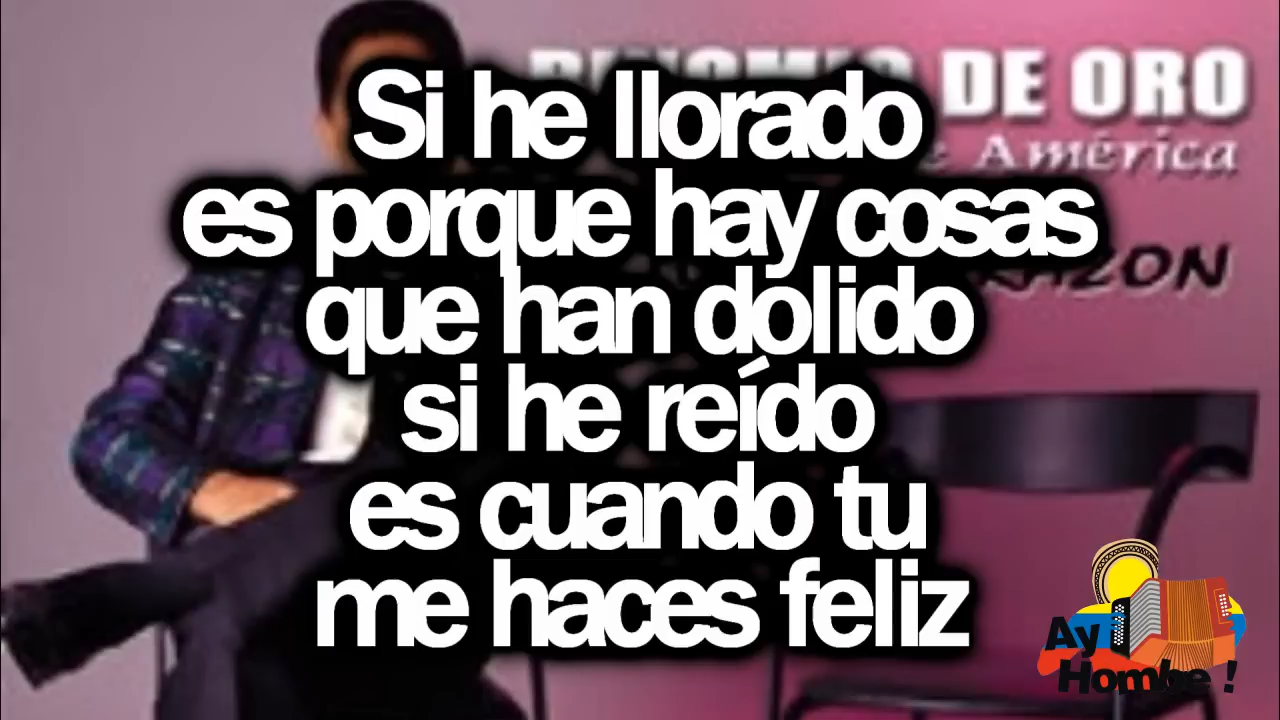 Si he llorado
es porque hay cosas
que han dolido
si he reído
es cuando tu
me haces feliz
DE ORO
América
Ay
Hombe !